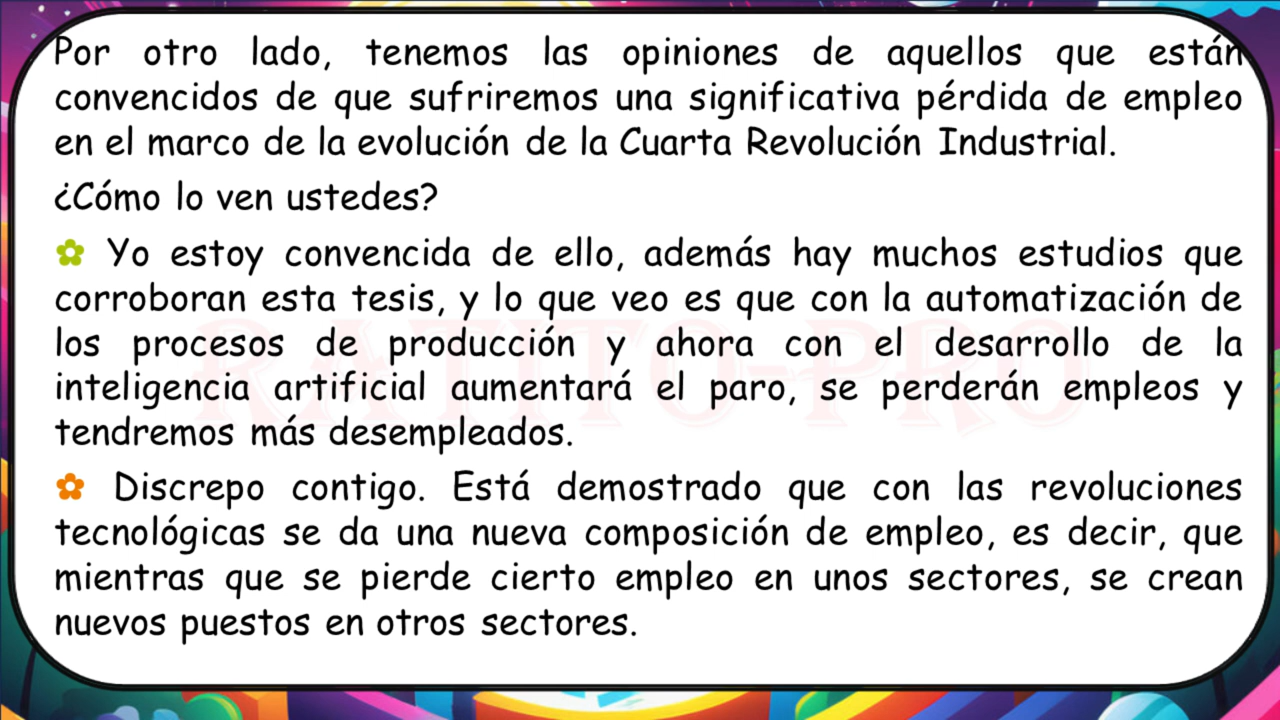 Por otro lado, tenemos las opiniones de aquellos que están
convencidos de que sufriremos una significativa pérdida de empleo
en el marco de la evolución de la Cuarta Revolución Industrial.
¿Cómo lo ven ustedes?
Yo estoy convencida de ello, además hay muchos estudios que
corroboran esta tesis, y lo que veo es que con la automatización de
los procesos de producción y ahora con el desarrollo de la
inteligencia artificial aumentará el paro, se perderán empleos y
tendremos más desempleados.
Discrepo contigo. Está demostrado que con las revoluciones
tecnológicas se da una nueva composición de empleo, es decir, que
mientras que se pierde cierto empleo en unos sectores, se crean
nuevos puestos en otros sectores.
RATITO-PRO